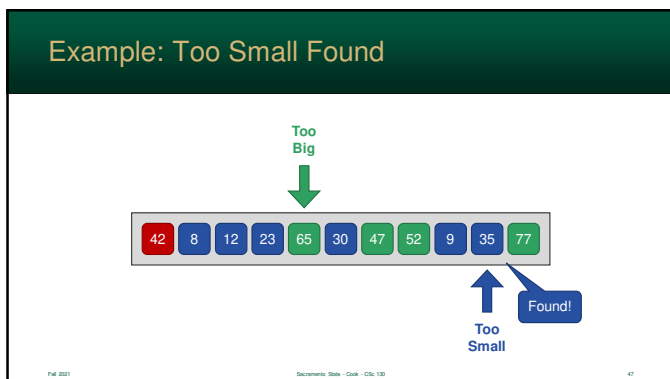 Example: Too Small Found
Too
Big
42 8 12 23 65 30 47 52 9 35 77
Found!
Too
Small
Fall 2021 Sacramento State - Cook - CSc 130 47